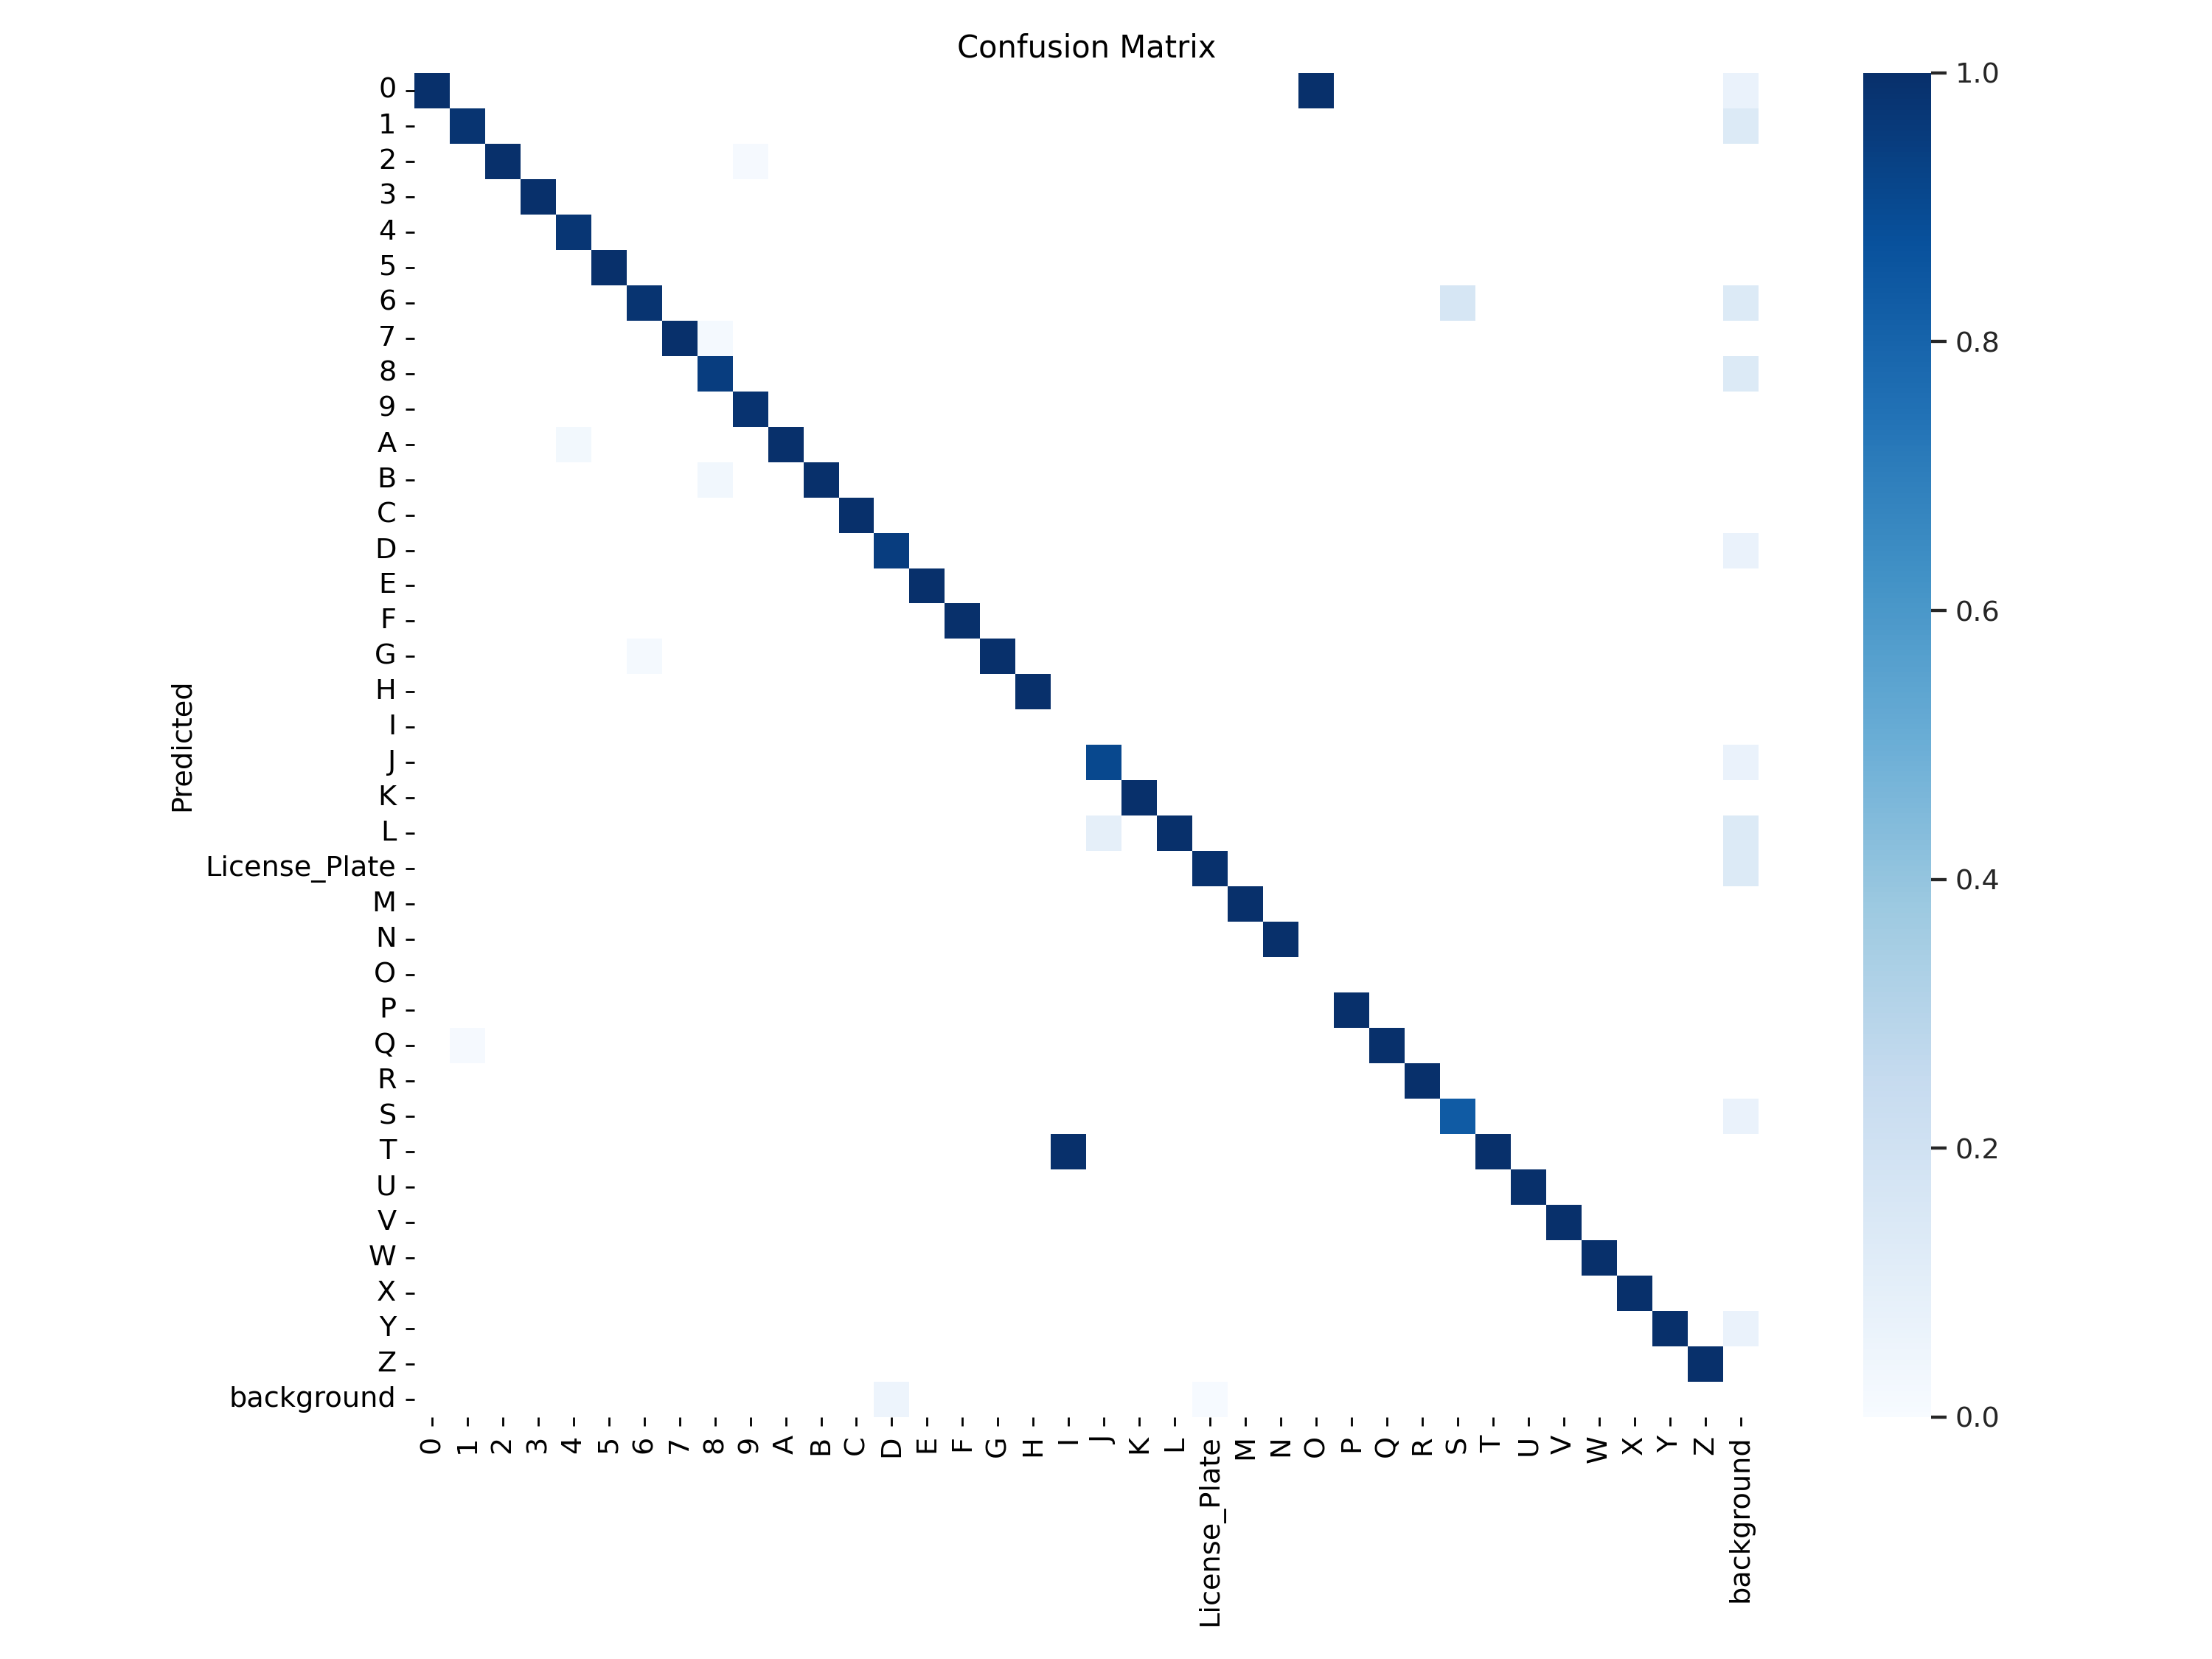 Confusion Matrix
0
1
2
3
4
5
6
7
8
9
A
B
C
D
E
F
G
H
I
J
K
L
License_Plate
M
N
O
P
Q
R
S
T
U
V
W
X
Y
Z
background
Predicted
0 1 2 3 4 5 6 7 8 9 A B C D E F G H I J K L License_Plate M N O P Q R S T U V W X Y Z background
1.0
0.8
0.6
0.4
0.2
0.0